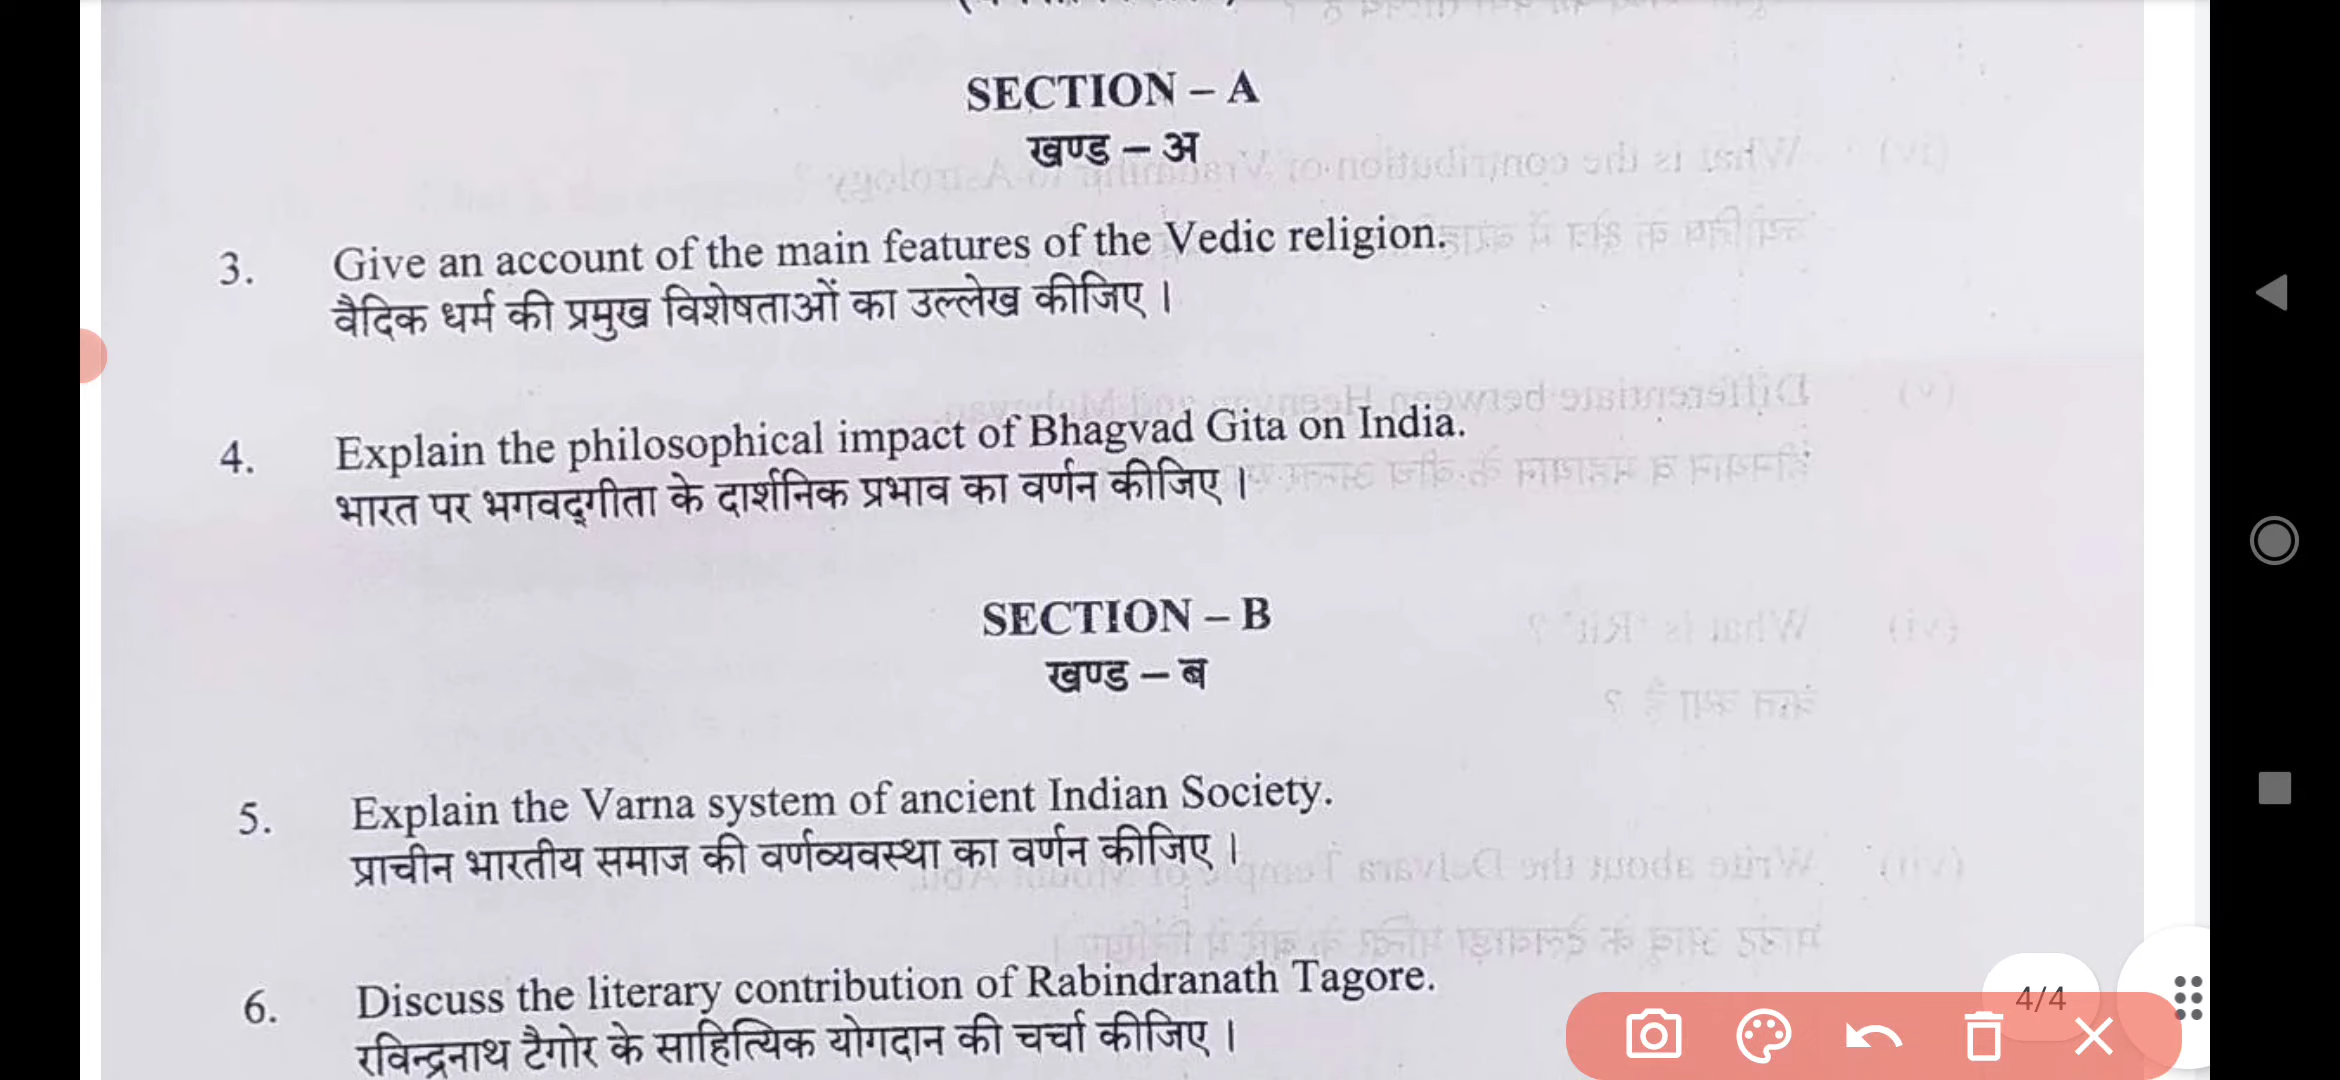 SECTION – A
खण्ड – अ
3. Give an account of the main features of the Vedic religion.
वैदिक धर्म की प्रमुख विशेषताओं का उल्लेख कीजिए ।
4. Explain the philosophical impact of Bhagvad Gita on India.
भारत पर भगवद्गीता के दार्शनिक प्रभाव का वर्णन कीजिए ।
SECTION – B
खण्ड – ब
5. Explain the Varna system of ancient Indian Society.
प्राचीन भारतीय समाज की वर्णव्यवस्था का वर्णन कीजिए ।
6. Discuss the literary contribution of Rabindranath Tagore.
रविन्द्रनाथ टैगोर के साहित्यिक योगदान की चर्चा कीजिए ।
4/4